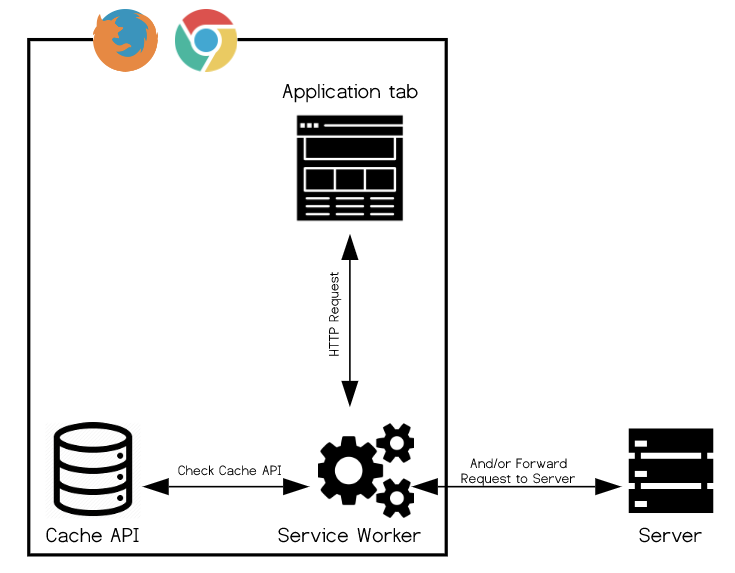 Application tab
HTTP Request
Check Cache API
And/or Forward
Request to Server
Cache API
Service Worker
Server